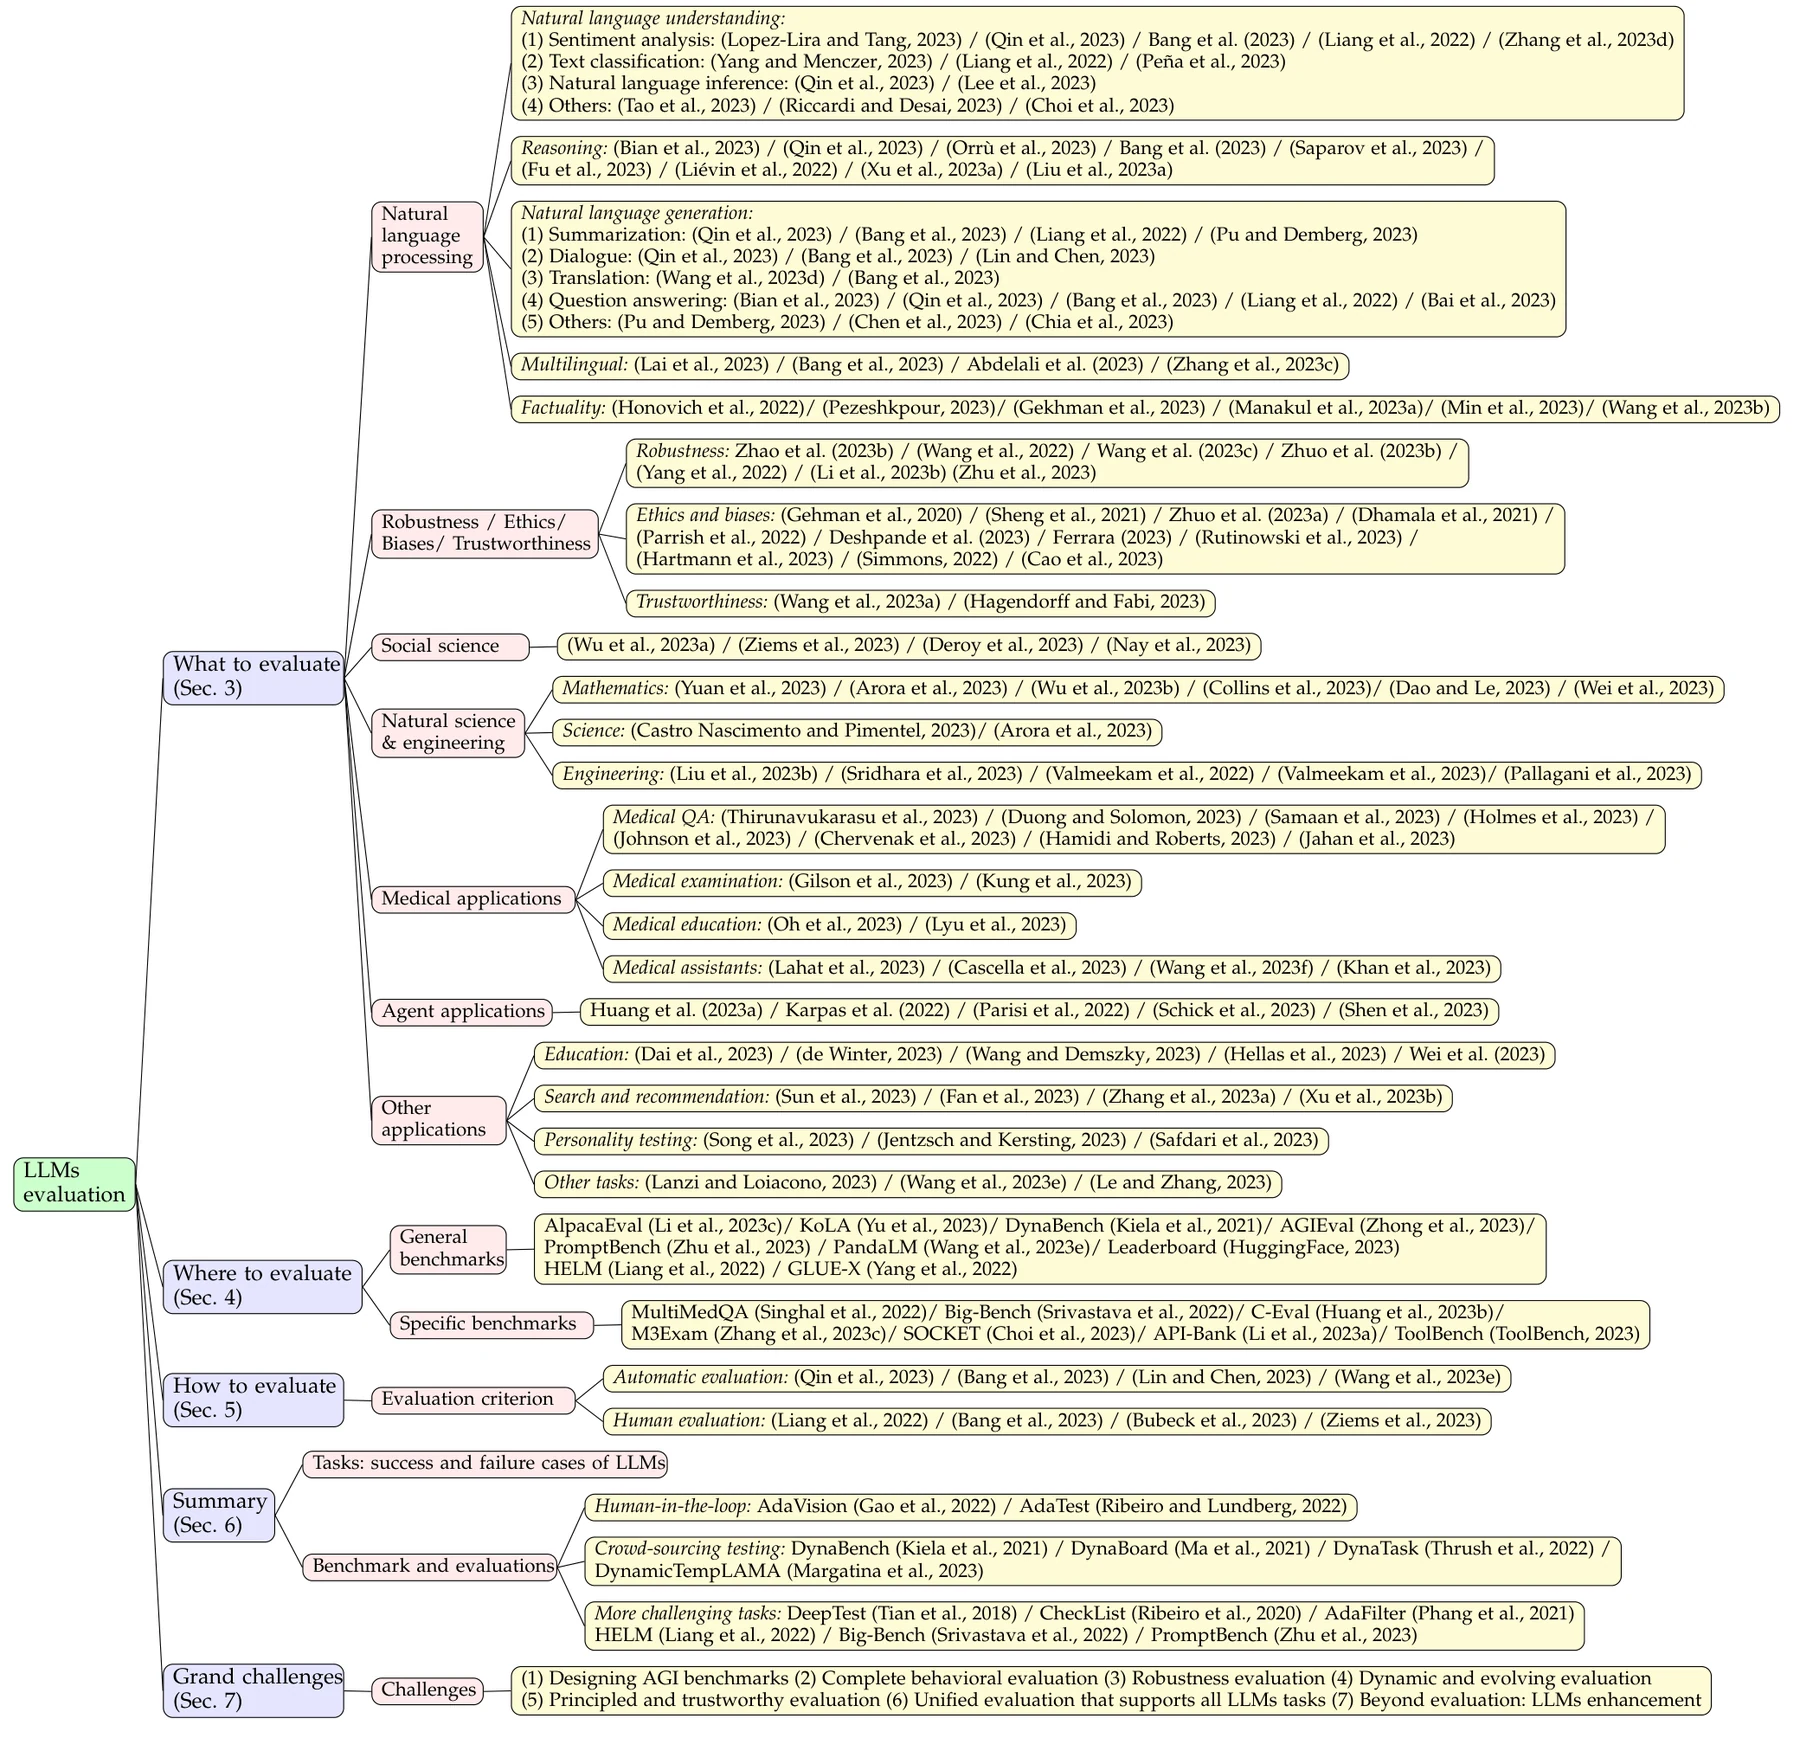 LLMs
evaluation
What to evaluate
(Sec. 3)
Natural
language
processing
Natural language understanding:
(1) Sentiment analysis: (Lopez-Lira and Tang, 2023) / (Qin et al., 2023) / Bang et al. (2023) / (Liang et al., 2022) / (Zhang et al., 2023d)
(2) Text classification: (Yang and Menczer, 2023) / (Liang et al., 2022) / (Peña et al., 2023)
(3) Natural language inference: (Qin et al., 2023) / (Lee et al., 2023)
(4) Others: (Tao et al., 2023) / (Riccardi and Desai, 2023) / (Choi et al., 2023)
Reasoning: (Bian et al., 2023) / (Qin et al., 2023) / (Orrù et al., 2023) / Bang et al. (2023) / (Saparov et al., 2023) /
(Fu et al., 2023) / (Liévin et al., 2022) / (Xu et al., 2023a) / (Liu et al., 2023a)
Natural language generation:
(1) Summarization: (Qin et al., 2023) / (Bang et al., 2023) / (Liang et al., 2022) / (Pu and Demberg, 2023)
(2) Dialogue: (Qin et al., 2023) / (Bang et al., 2023) / (Lin and Chen, 2023)
(3) Translation: (Wang et al., 2023d) / (Bang et al., 2023)
(4) Question answering: (Bian et al., 2023) / (Qin et al., 2023) / (Bang et al., 2023) / (Liang et al., 2022) / (Bai et al., 2023)
(5) Others: (Pu and Demberg, 2023) / (Chen et al., 2023) / (Chia et al., 2023)
Multilingual: (Lai et al., 2023) / (Bang et al., 2023) / Abdelali et al. (2023) / (Zhang et al., 2023c)
Factuality: (Honovich et al., 2022)/ (Pezeshkpour, 2023)/ (Gekhman et al., 2023) / (Manakul et al., 2023a)/ (Min et al., 2023)/ (Wang et al., 2023b)
Robustness / Ethics/
Biases/ Trustworthiness
Robustness: Zhao et al. (2023b) / (Wang et al., 2022) / Wang et al. (2023c) / Zhuo et al. (2023b) /
(Yang et al., 2022) / (Li et al., 2023b) (Zhu et al., 2023)
Ethics and biases: (Gehman et al., 2020) / (Sheng et al., 2021) / Zhuo et al. (2023a) / (Dhamala et al., 2021) /
(Parrish et al., 2022) / Deshpande et al. (2023) / Ferrara (2023) / (Rutinowski et al., 2023) /
(Hartmann et al., 2023) / (Simmons, 2022) / (Cao et al., 2023)
Trustworthiness: (Wang et al., 2023a) / (Hagendorff and Fabi, 2023)
Social science
(Wu et al., 2023a) / (Ziems et al., 2023) / (Deroy et al., 2023) / (Nay et al., 2023)
Natural science
& engineering
Mathematics: (Yuan et al., 2023) / (Arora et al., 2023) / (Wu et al., 2023b) / (Collins et al., 2023)/ (Dao and Le, 2023) / (Wei et al., 2023)
Science: (Castro Nascimento and Pimentel, 2023)/ (Arora et al., 2023)
Engineering: (Liu et al., 2023b) / (Sridhara et al., 2023) / (Valmeekam et al., 2022) / (Valmeekam et al., 2023)/ (Pallagani et al., 2023)
Medical applications
Medical QA: (Thirunavukarasu et al., 2023) / (Duong and Solomon, 2023) / (Samaan et al., 2023) / (Holmes et al., 2023) /
(Johnson et al., 2023) / (Chervenak et al., 2023) / (Hamidi and Roberts, 2023) / (Jahan et al., 2023)
Medical examination: (Gilson et al., 2023) / (Kung et al., 2023)
Medical education: (Oh et al., 2023) / (Lyu et al., 2023)
Medical assistants: (Lahat et al., 2023) / (Cascella et al., 2023) / (Wang et al., 2023f) / (Khan et al., 2023)
Agent applications
Huang et al. (2023a) / Karpas et al. (2022) / (Parisi et al., 2022) / (Schick et al., 2023) / (Shen et al., 2023)
Other
applications
Education: (Dai et al., 2023) / (de Winter, 2023) / (Wang and Demszky, 2023) / (Hellas et al., 2023) / Wei et al. (2023)
Search and recommendation: (Sun et al., 2023) / (Fan et al., 2023) / (Zhang et al., 2023a) / (Xu et al., 2023b)
Personality testing: (Song et al., 2023) / (Jentzsch and Kersting, 2023) / (Safdari et al., 2023)
Other tasks: (Lanzi and Loiacono, 2023) / (Wang et al., 2023e) / (Le and Zhang, 2023)
Where to evaluate
(Sec. 4)
General
benchmarks
AlpacaEval (Li et al., 2023c)/ KoLA (Yu et al., 2023)/ DynaBench (Kiela et al., 2021)/ AGIEval (Zhong et al., 2023)/
PromptBench (Zhu et al., 2023) / PandaLM (Wang et al., 2023e)/ Leaderboard (HuggingFace, 2023)
HELM (Liang et al., 2022) / GLUE-X (Yang et al., 2022)
Specific benchmarks
MultiMedQA (Singhal et al., 2022)/ Big-Bench (Srivastava et al., 2022)/ C-Eval (Huang et al., 2023b)/
M3Exam (Zhang et al., 2023c)/ SOCKET (Choi et al., 2023)/ API-Bank (Li et al., 2023a)/ ToolBench (ToolBench, 2023)
How to evaluate
(Sec. 5)
Evaluation criterion
Automatic evaluation: (Qin et al., 2023) / (Bang et al., 2023) / (Lin and Chen, 2023) / (Wang et al., 2023e)
Human evaluation: (Liang et al., 2022) / (Bang et al., 2023) / (Bubeck et al., 2023) / (Ziems et al., 2023)
Summary
(Sec. 6)
Tasks: success and failure cases of LLMs
Benchmark and evaluations
Human-in-the-loop: AdaVision (Gao et al., 2022) / AdaTest (Ribeiro and Lundberg, 2022)
Crowd-sourcing testing: DynaBench (Kiela et al., 2021) / DynaBoard (Ma et al., 2021) / DynaTask (Thrush et al., 2022) /
DynamicTempLAMA (Margatina et al., 2023)
More challenging tasks: DeepTest (Tian et al., 2018) / CheckList (Ribeiro et al., 2020) / AdaFilter (Phang et al., 2021)
HELM (Liang et al., 2022) / Big-Bench (Srivastava et al., 2022) / PromptBench (Zhu et al., 2023)
Grand challenges
(Sec. 7)
Challenges
(1) Designing AGI benchmarks (2) Complete behavioral evaluation (3) Robustness evaluation (4) Dynamic and evolving evaluation
(5) Principled and trustworthy evaluation (6) Unified evaluation that supports all LLMs tasks (7) Beyond evaluation: LLMs enhancement